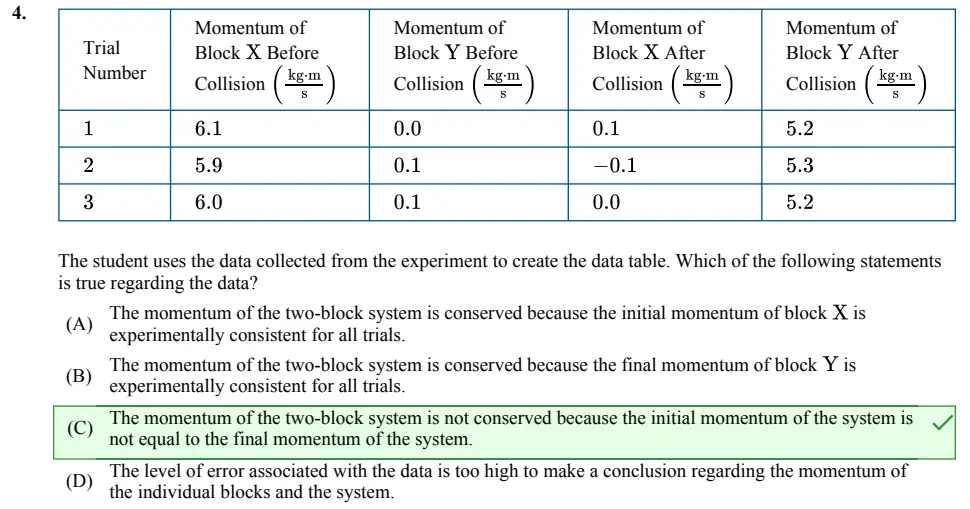 4.
Trial Number | Momentum of Block X Before Collision (kg·m/s) | Momentum of Block Y Before Collision (kg·m/s) | Momentum of Block X After Collision (kg·m/s) | Momentum of Block Y After Collision (kg·m/s)
1 | 6.1 | 0.0 | 0.1 | 5.2
2 | 5.9 | 0.1 | −0.1 | 5.3
3 | 6.0 | 0.1 | 0.0 | 5.2
The student uses the data collected from the experiment to create the data table. Which of the following statements
is true regarding the data?
(A) The momentum of the two-block system is conserved because the initial momentum of block X is
experimentally consistent for all trials.
(B) The momentum of the two-block system is conserved because the final momentum of block Y is
experimentally consistent for all trials.
(C) The momentum of the two-block system is not conserved because the initial momentum of the system is
not equal to the final momentum of the system.
(D) The level of error associated with the data is too high to make a conclusion regarding the momentum of
the individual blocks and the system.